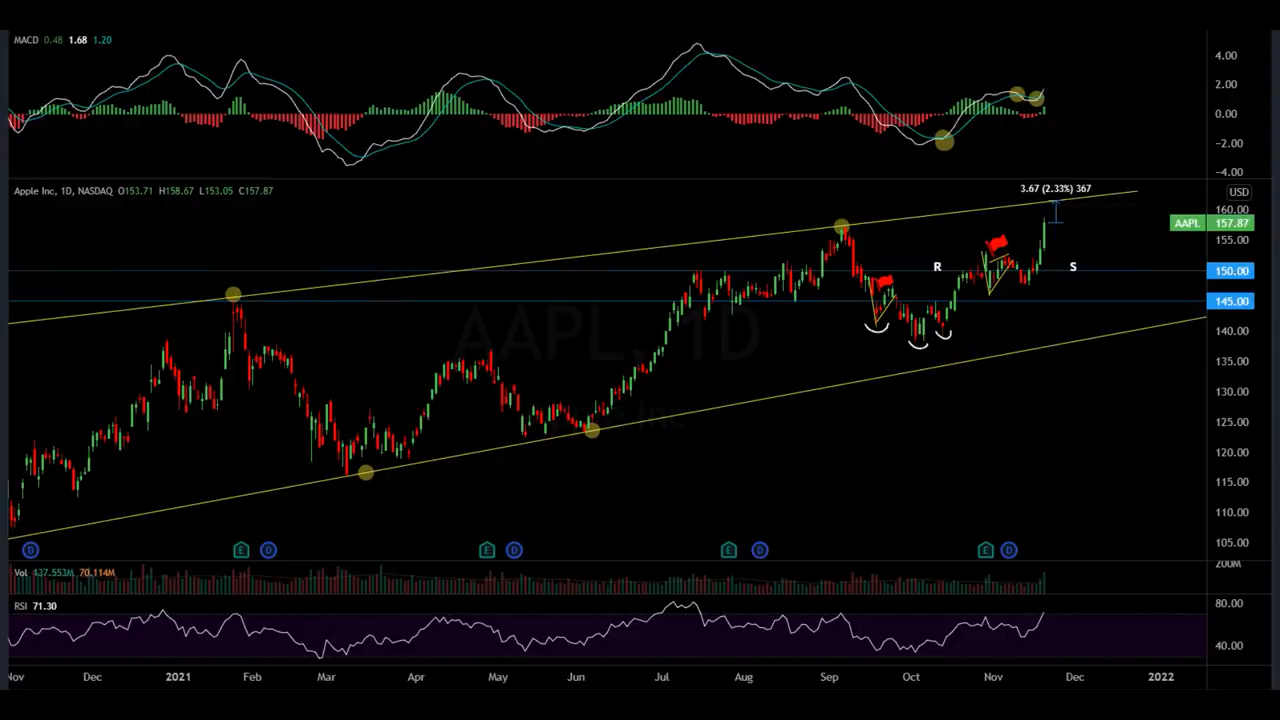 MACD 0.48 1.68 1.20
4.00
2.00
0.00
−2.00
−4.00
Apple Inc, 1D, NASDAQ O153.71 H158.67 L153.05 C157.87
3.67 (2.33%) 367
USD
160.00
AAPL 157.87
155.00
R
S
150.00
145.00
AAPL, 1D
140.00
135.00
130.00
125.00
120.00
115.00
110.00
105.00
D E D E D E D E D
Vol 137.553M 70.114M
200M
RSI 71.30
80.00
40.00
Nov Dec 2021 Feb Mar Apr May Jun Jul Aug Sep Oct Nov Dec 2022